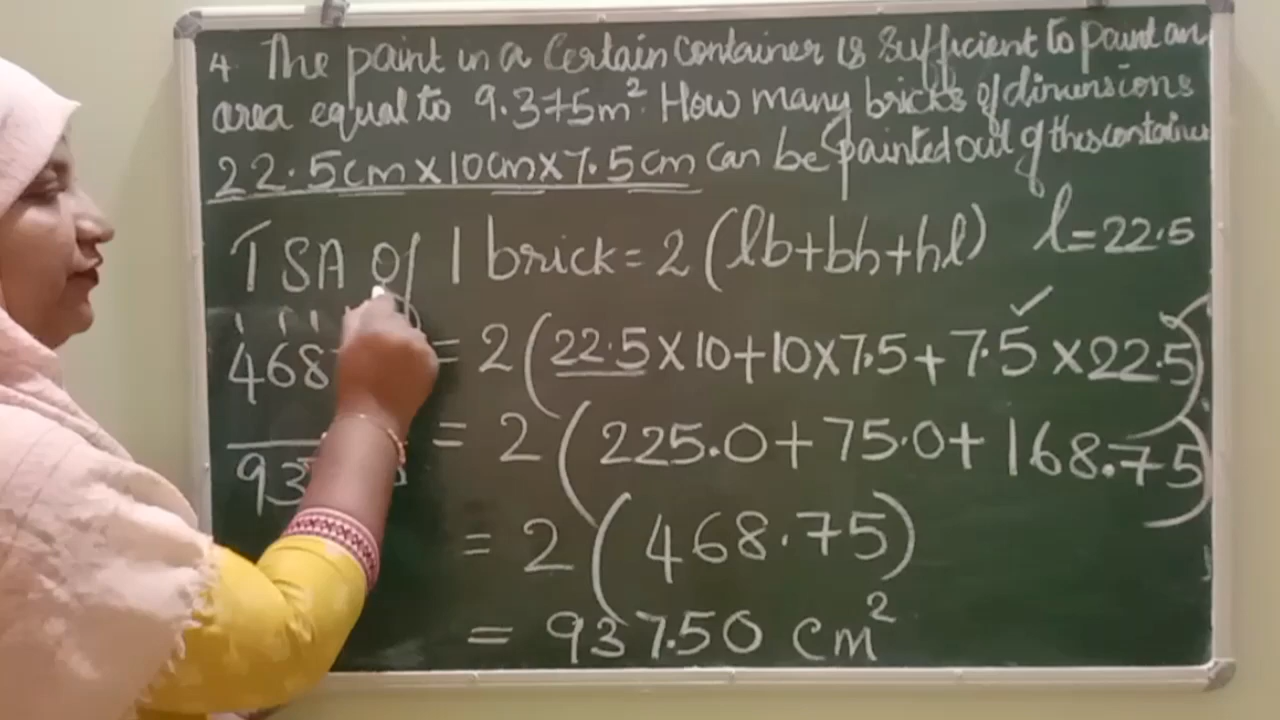 4 The paint in a Certain Container is Sufficient to paint an
area equal to 9.375m². How many bricks of dimensions
22.5cm×10cm×7.5cm can be painted out of this container
TSA of 1 brick = 2 (lb+bh+hl) l=22.5
468 = 2(22.5×10+10×7.5+7.5×22.5)
= 2(225.0+75.0+168.75)
93
= 2(468.75)
= 937.50 cm²